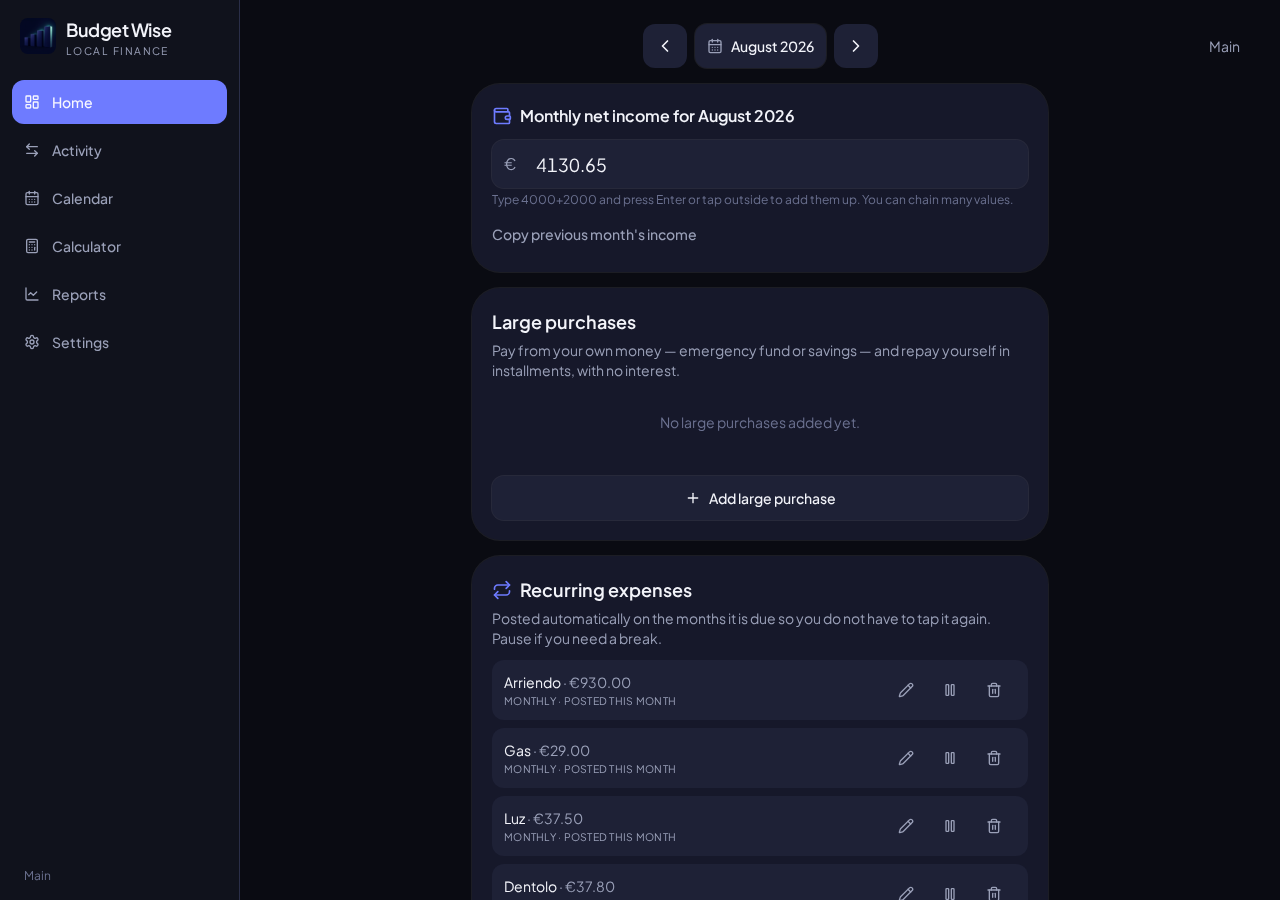 Budget Wise
LOCAL FINANCE
Home
Activity
Calendar
Calculator
Reports
Settings
Main
August 2026
Main
Monthly net income for August 2026
€ 4130.65
Type 4000+2000 and press Enter or tap outside to add them up. You can chain many values.
Copy previous month's income
Large purchases
Pay from your own money — emergency fund or savings — and repay yourself in
installments, with no interest.
No large purchases added yet.
Add large purchase
Recurring expenses
Posted automatically on the months it is due so you do not have to tap it again.
Pause if you need a break.
Arriendo · €930.00
MONTHLY · POSTED THIS MONTH
Gas · €29.00
MONTHLY · POSTED THIS MONTH
Luz · €37.50
MONTHLY · POSTED THIS MONTH
Dentolo · €37.80